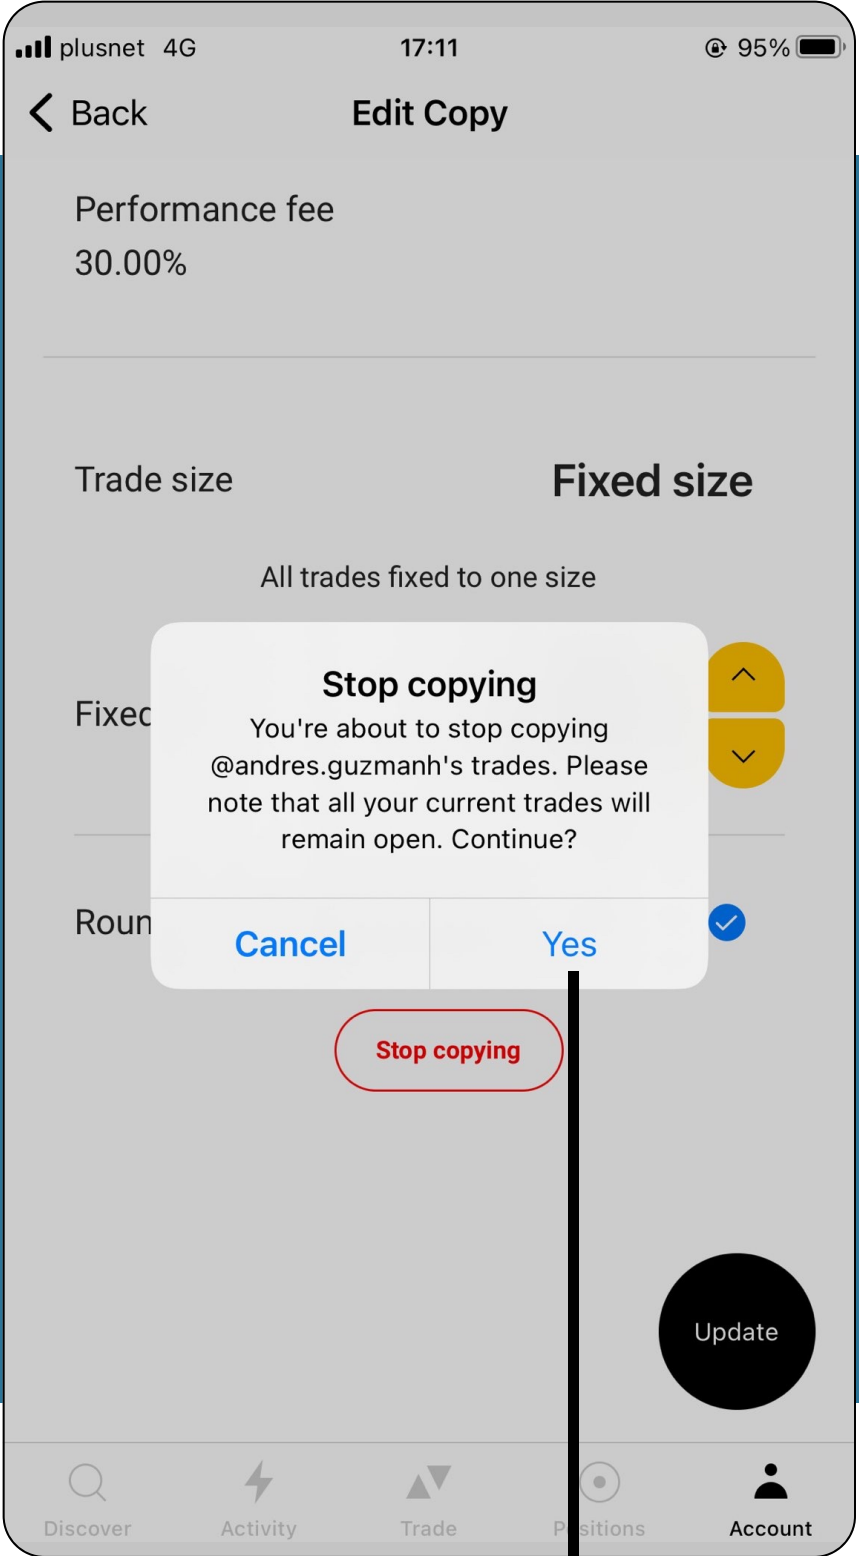 plusnet 4G 17:11 95%
Back Edit Copy
Performance fee
30.00%
Trade size Fixed size
All trades fixed to one size
Stop copying
You're about to stop copying
@andres.guzmanh's trades. Please
note that all your current trades will
remain open. Continue?
Fixed
Roun
Cancel Yes
Stop copying
Update
Discover Activity Trade Positions Account